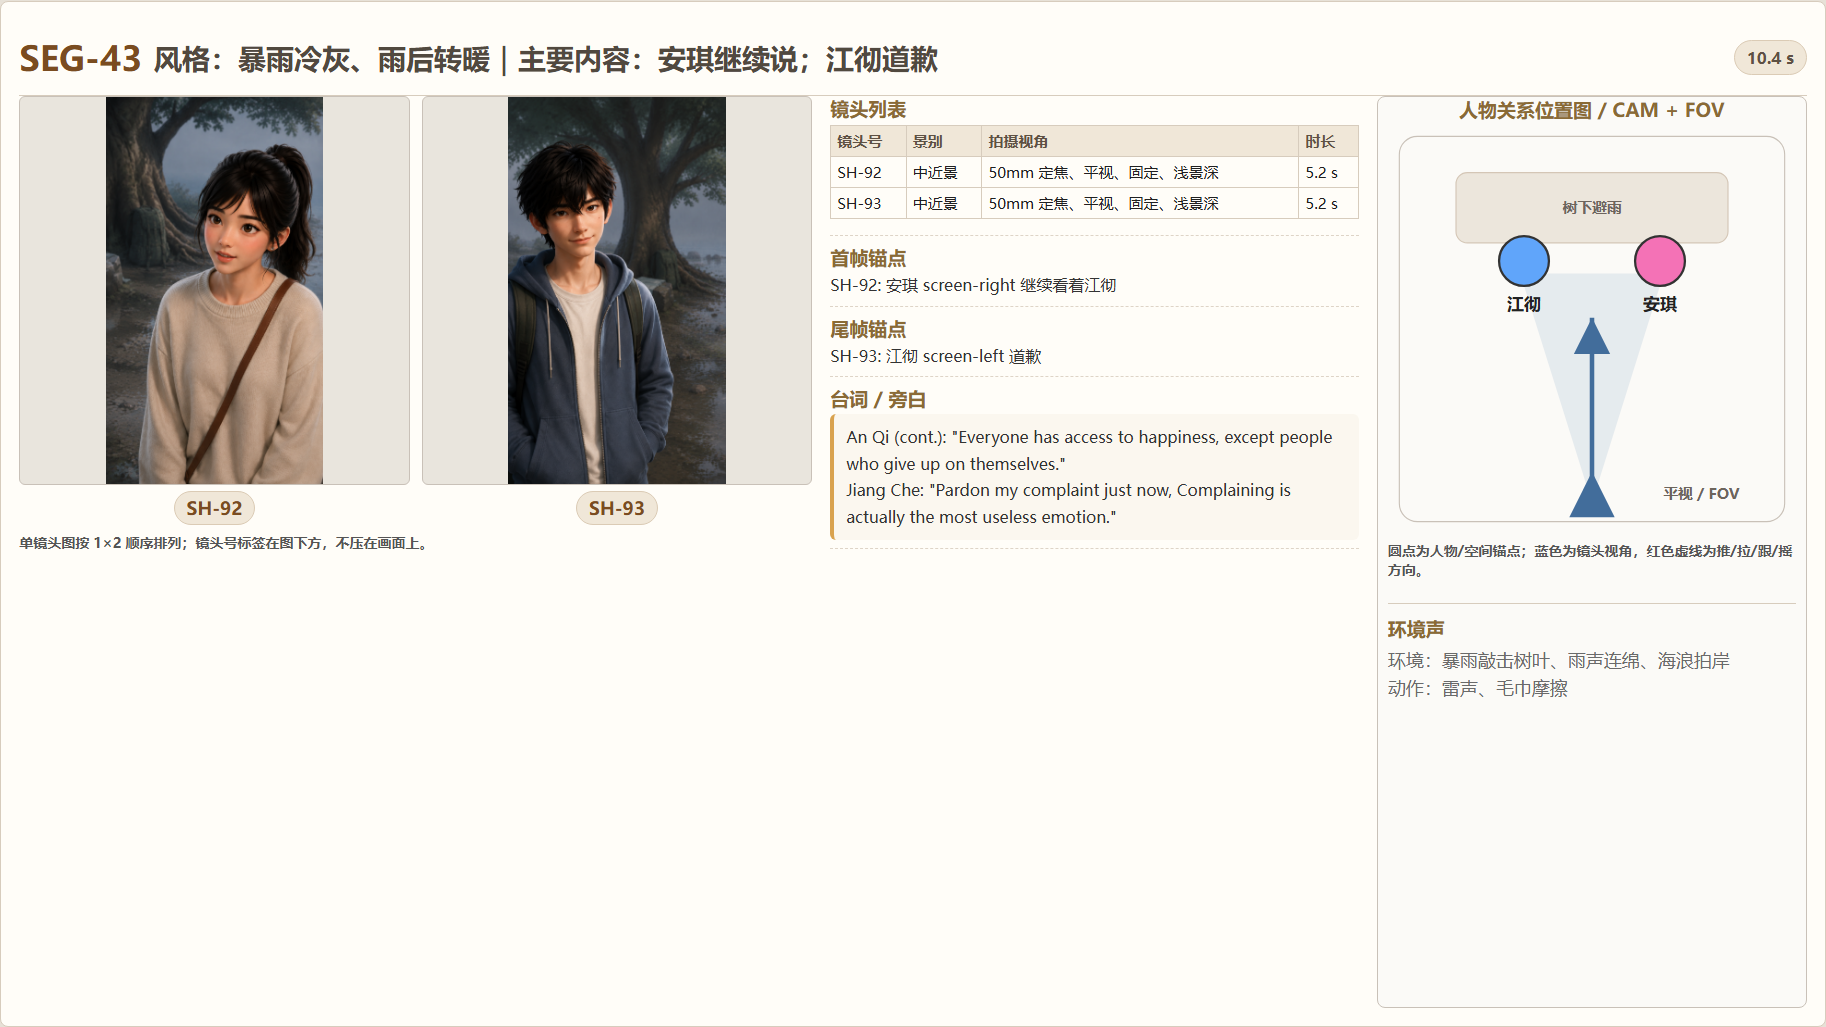 SEG-43 风格：暴雨冷灰、雨后转暖 | 主要内容：安琪继续说；江彻道歉
10.4 s
SH-92
SH-93
单镜头图按 1×2 顺序排列；镜头号标签在图下方，不压在画面上。
镜头列表
镜头号 景别 拍摄视角 时长
SH-92 中近景 50mm 定焦、平视、固定、浅景深 5.2 s
SH-93 中近景 50mm 定焦、平视、固定、浅景深 5.2 s
首帧锚点
SH-92: 安琪 screen-right 继续看着江彻
尾帧锚点
SH-93: 江彻 screen-left 道歉
台词 / 旁白
An Qi (cont.): "Everyone has access to happiness, except people
who give up on themselves."
Jiang Che: "Pardon my complaint just now, Complaining is
actually the most useless emotion."
人物关系位置图 / CAM + FOV
树下避雨
江彻
安琪
平视 / FOV
圆点为人物/空间锚点；蓝色为镜头视角，红色虚线为推/拉/跟/摇
方向。
环境声
环境：暴雨敲击树叶、雨声连绵、海浪拍岸
动作：雷声、毛巾摩擦